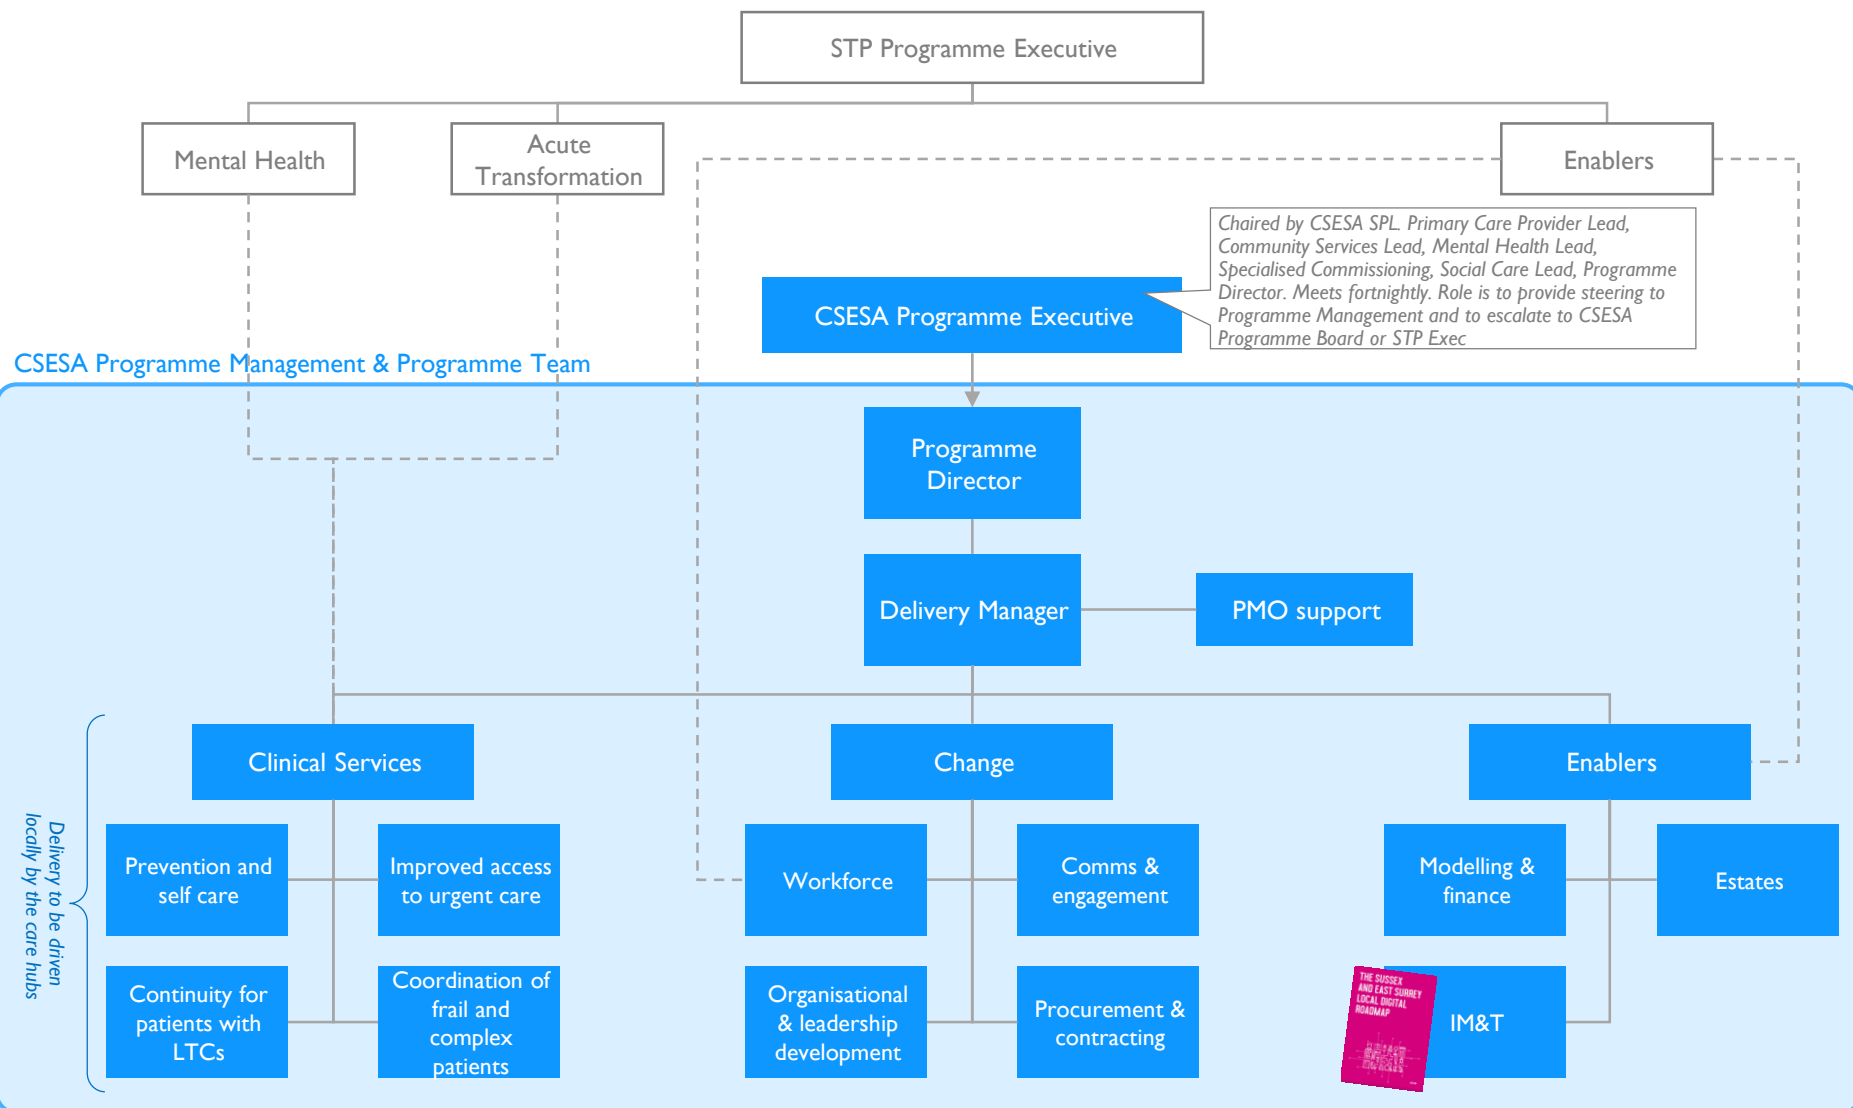 STP Programme Executive
Mental Health
Acute
Transformation
Enablers
Chaired by CSESA SPL. Primary Care Provider Lead,
Community Services Lead, Mental Health Lead,
Specialised Commissioning, Social Care Lead, Programme
Director. Meets fortnightly. Role is to provide steering to
Programme Management and to escalate to CSESA
Programme Board or STP Exec
CSESA Programme Executive
CSESA Programme Management & Programme Team
Programme
Director
Delivery Manager
PMO support
Clinical Services
Change
Enablers
Delivery to be driven
locally by the care hubs
Prevention and
self care
Improved access
to urgent care
Workforce
Comms &
engagement
Modelling &
finance
Estates
Continuity for
patients with
LTCs
Coordination of
frail and
complex
patients
Organisational
& leadership
development
Procurement &
contracting
THE SUSSEX
AND EAST SURREY
LOCAL DIGITAL
ROADMAP
IM&T